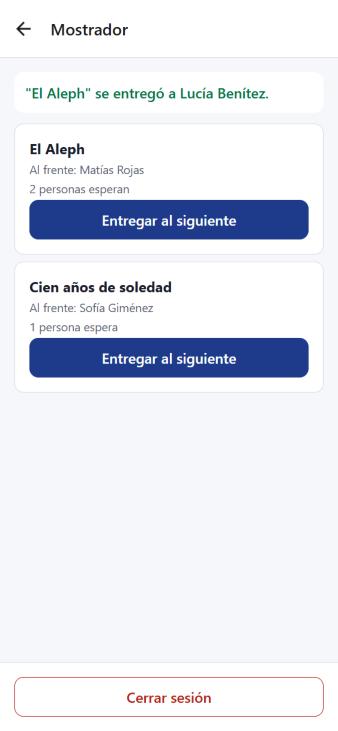 Mostrador
"El Aleph" se entregó a Lucía Benítez.
El Aleph
Al frente: Matías Rojas
2 personas esperan
Entregar al siguiente
Cien años de soledad
Al frente: Sofía Giménez
1 persona espera
Entregar al siguiente
Cerrar sesión